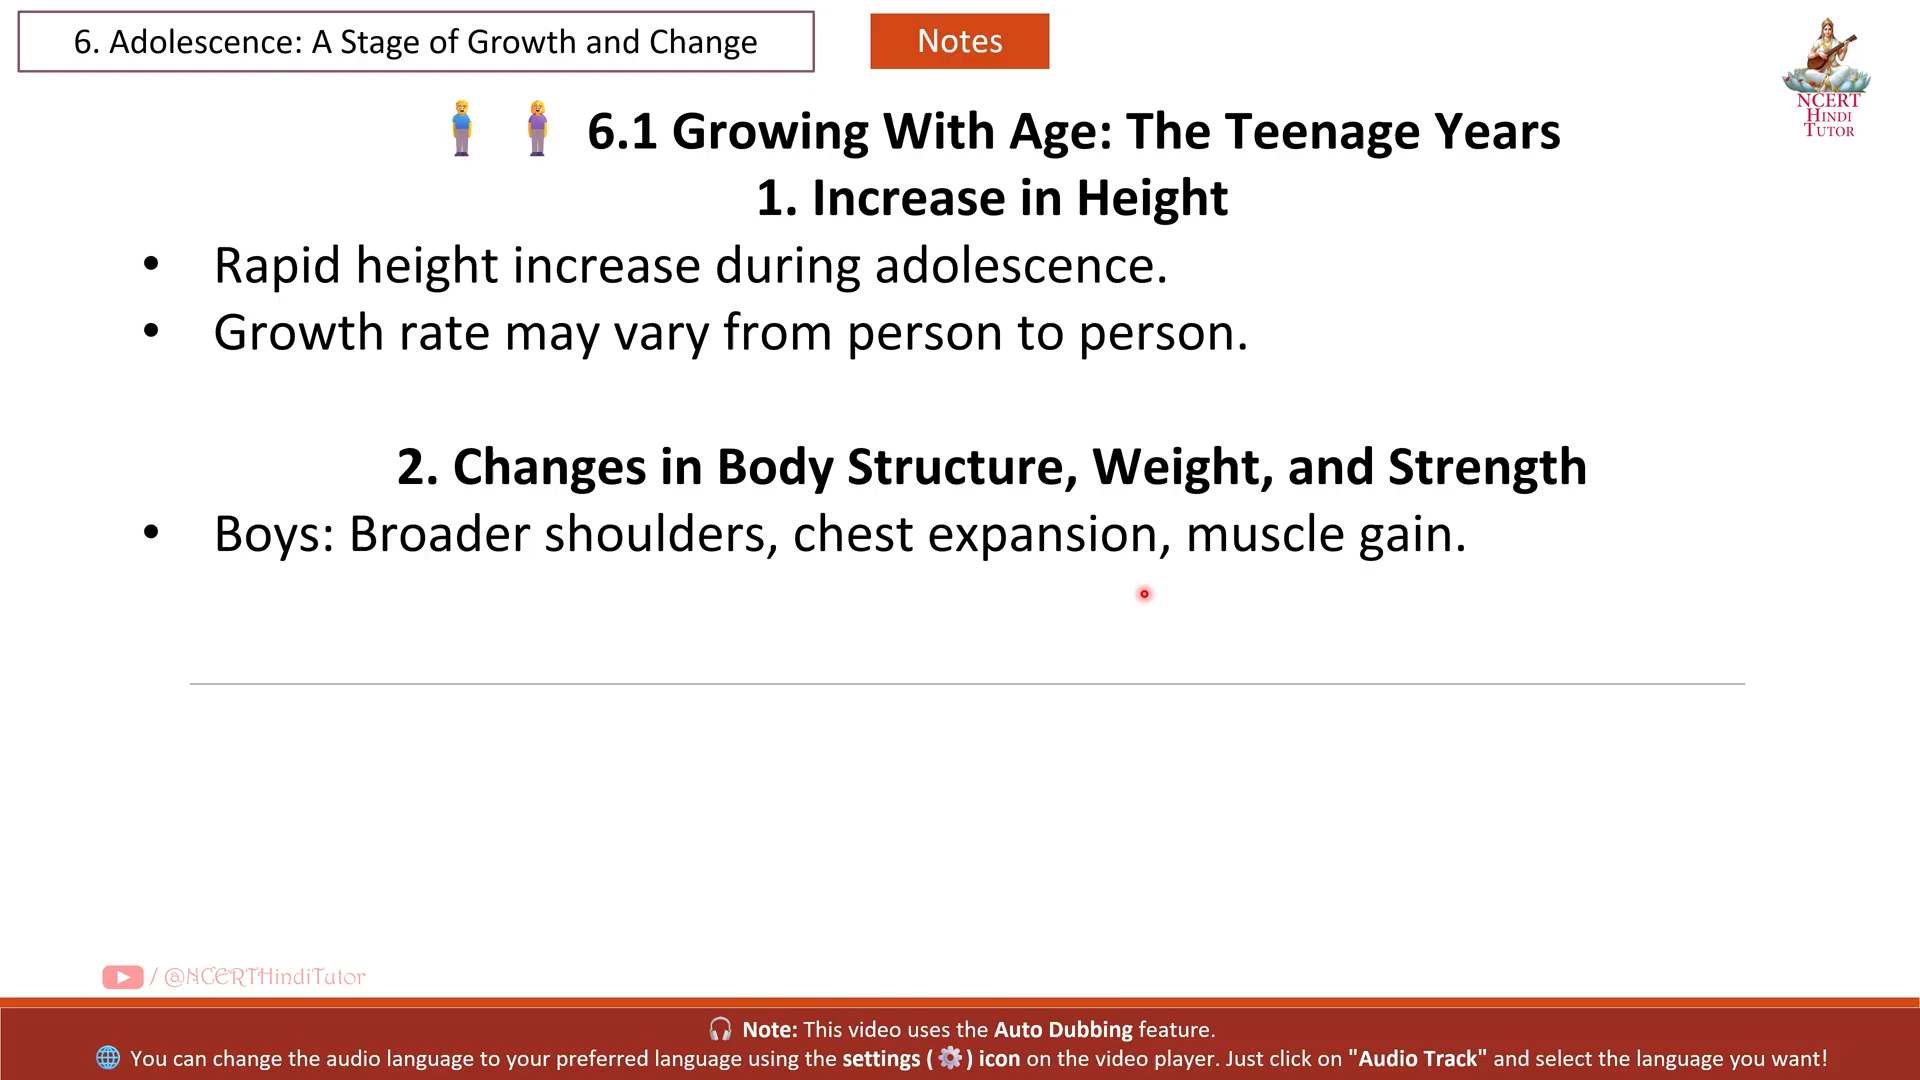 6. Adolescence: A Stage of Growth and Change
Notes
NCERT
HINDI
TUTOR
6.1 Growing With Age: The Teenage Years
1. Increase in Height
• Rapid height increase during adolescence.
• Growth rate may vary from person to person.
2. Changes in Body Structure, Weight, and Strength
• Boys: Broader shoulders, chest expansion, muscle gain.
/ @NCERTHindiTutor
Note: This video uses the Auto Dubbing feature.
You can change the audio language to your preferred language using the settings ( ⚙️ ) icon on the video player. Just click on "Audio Track" and select the language you want!